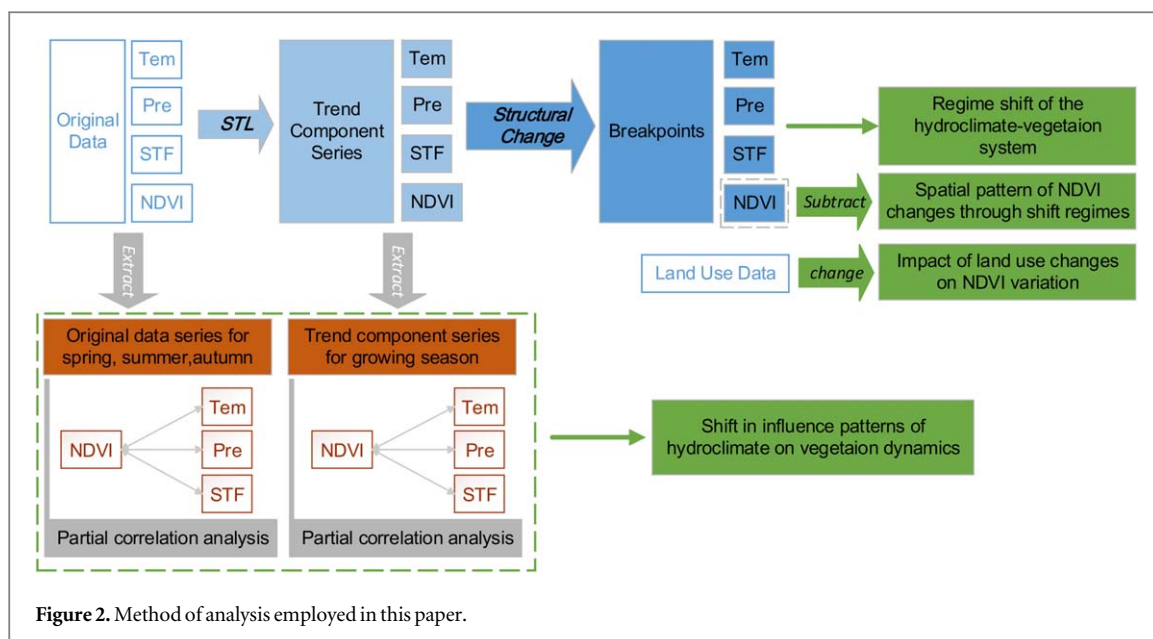 Original
Data
Tem
Pre
STF
NDVI
STL
Trend
Component
Series
Tem
Pre
STF
NDVI
Structural
Change
Breakpoints
Tem
Pre
STF
NDVI
Regime shift of the
hydroclimate-vegetaion
system
Subtract
Spatial pattern of NDVI
changes through shift regimes
Land Use Data
change
Impact of land use changes
on NDVI variation
Extract
Extract
Original data series for
spring, summer,autumn
NDVI
Tem
Pre
STF
Partial correlation analysis
Trend component series
for growing season
NDVI
Tem
Pre
STF
Partial correlation analysis
Shift in influence patterns of
hydroclimate on vegetaion dynamics
Figure 2. Method of analysis employed in this paper.